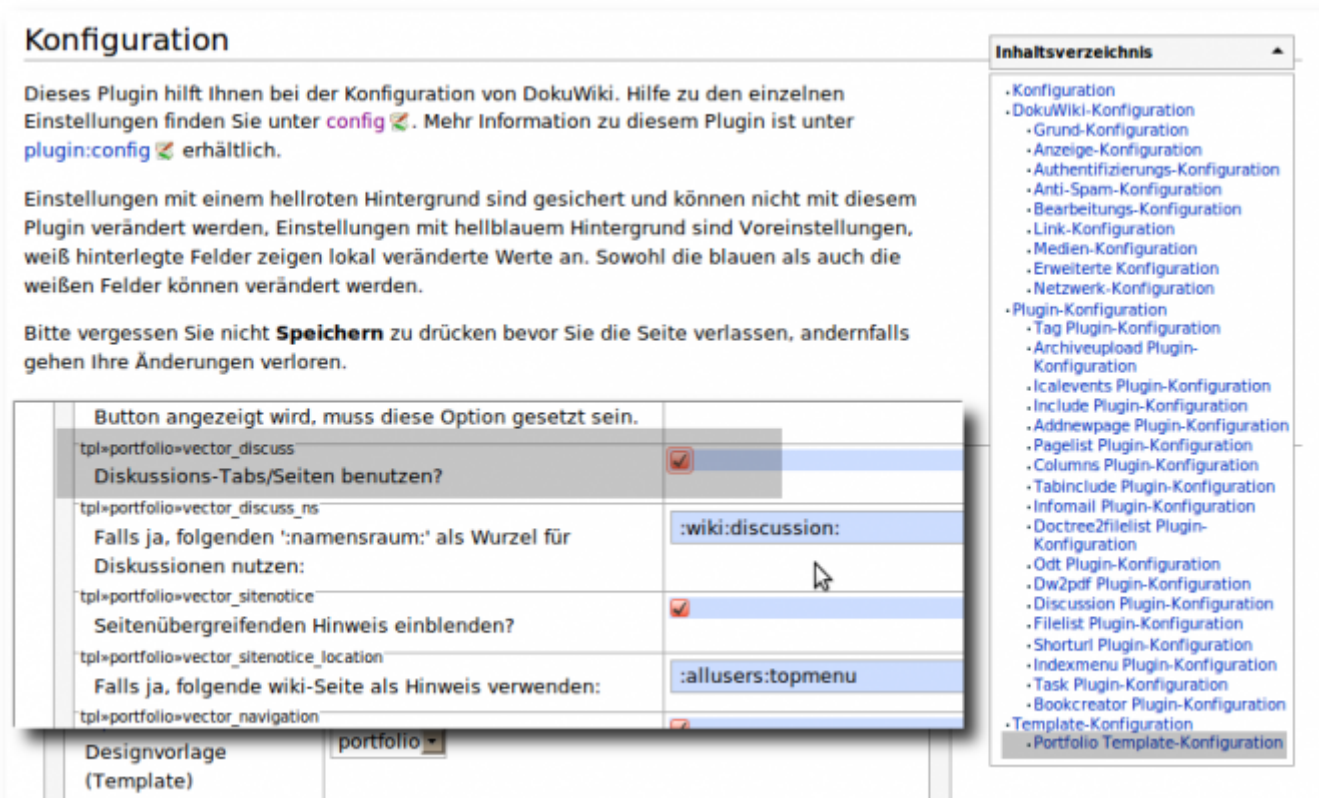 Konfiguration
Dieses Plugin hilft Ihnen bei der Konfiguration von DokuWiki. Hilfe zu den einzelnen
Einstellungen finden Sie unter config. Mehr Information zu diesem Plugin ist unter
plugin:config erhältlich.
Einstellungen mit einem hellroten Hintergrund sind gesichert und können nicht mit diesem
Plugin verändert werden, Einstellungen mit hellblauem Hintergrund sind Voreinstellungen,
weiß hinterlegte Felder zeigen lokal veränderte Werte an. Sowohl die blauen als auch die
weißen Felder können verändert werden.
Bitte vergessen Sie nicht Speichern zu drücken bevor Sie die Seite verlassen, andernfalls
gehen Ihre Änderungen verloren.
Button angezeigt wird, muss diese Option gesetzt sein.
tpl»portfolio»vector_discuss
Diskussions-Tabs/Seiten benutzen?
tpl»portfolio»vector_discuss_ns
Falls ja, folgenden ':namensraum:' als Wurzel für
Diskussionen nutzen:
:wiki:discussion:
tpl»portfolio»vector_sitenotice
Seitenübergreifenden Hinweis einblenden?
tpl»portfolio»vector_sitenotice_location
Falls ja, folgende wiki-Seite als Hinweis verwenden:
:allusers:topmenu
tpl»portfolio»vector_navigation
Designvorlage
(Template)
portfolio
Inhaltsverzeichnis
Konfiguration
DokuWiki-Konfiguration
Grund-Konfiguration
Anzeige-Konfiguration
Authentifizierungs-Konfiguration
Anti-Spam-Konfiguration
Bearbeitungs-Konfiguration
Link-Konfiguration
Medien-Konfiguration
Erweiterte Konfiguration
Netzwerk-Konfiguration
Plugin-Konfiguration
Tag Plugin-Konfiguration
Archiveupload Plugin-
Konfiguration
Icalevents Plugin-Konfiguration
Include Plugin-Konfiguration
Addnewpage Plugin-Konfiguration
Pagelist Plugin-Konfiguration
Columns Plugin-Konfiguration
Tabinclude Plugin-Konfiguration
Infomail Plugin-Konfiguration
Doctree2filelist Plugin-
Konfiguration
Odt Plugin-Konfiguration
Dw2pdf Plugin-Konfiguration
Discussion Plugin-Konfiguration
Filelist Plugin-Konfiguration
Shorturl Plugin-Konfiguration
Indexmenu Plugin-Konfiguration
Task Plugin-Konfiguration
Bookcreator Plugin-Konfiguration
Template-Konfiguration
Portfolio Template-Konfiguration